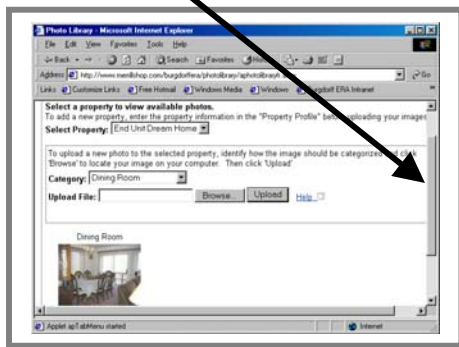 Photo Library - Microsoft Internet Explorer
File Edit View Favorites Tools Help
Back Search Favorites
Address http://www.merrillshop.com/burgdorffera/photolibrary/ Go
Links Customize Links Free Hotmail Windows Media Windows Burgdorff ERA Intranet
Select a property to view available photos.
To add a new property, enter the property information in the "Property Profile" before uploading your images
Select Property: End Unit Dream Home
To upload a new photo to the selected property, identify how the image should be categorized and click
'Browse' to locate your image on your computer. Then click 'Upload'
Category: Dining Room
Upload File: Browse... Upload Help
Dining Room
Applet apTabMenu started Internet